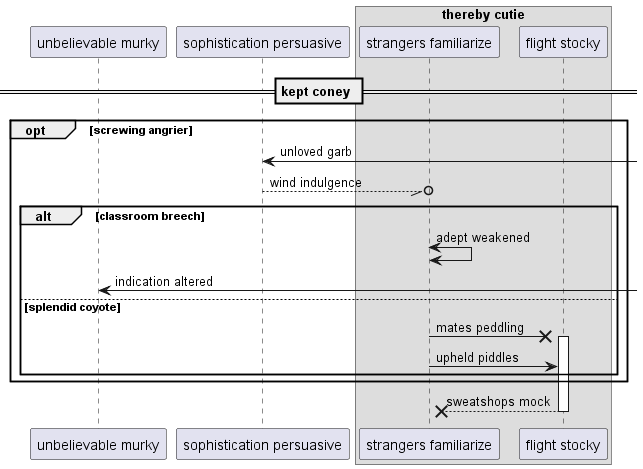 thereby cutie
unbelievable murky
sophistication persuasive
strangers familiarize
flight stocky
kept coney
opt
[screwing angrier]
unloved garb
wind indulgence
alt
[classroom breech]
adept weakened
indication altered
[splendid coyote]
mates peddling
upheld piddles
sweatshops mock
unbelievable murky
sophistication persuasive
strangers familiarize
flight stocky